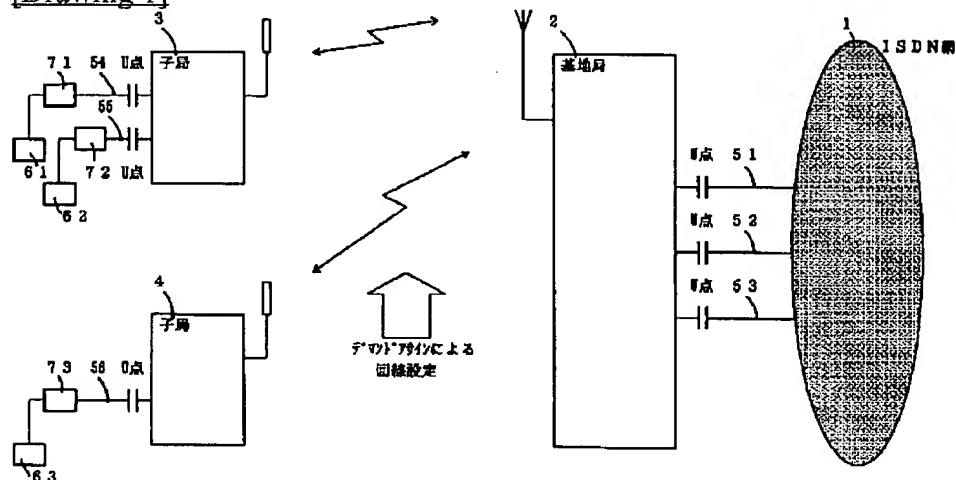 [Drawing 1]
3
子局
71
54
U点
55
61
72
U点
62
2
基地局
1
ISDN網
U点
51
U点
52
U点
53
4
子局
73
56
U点
63
デマンドアサインによる
回線設定